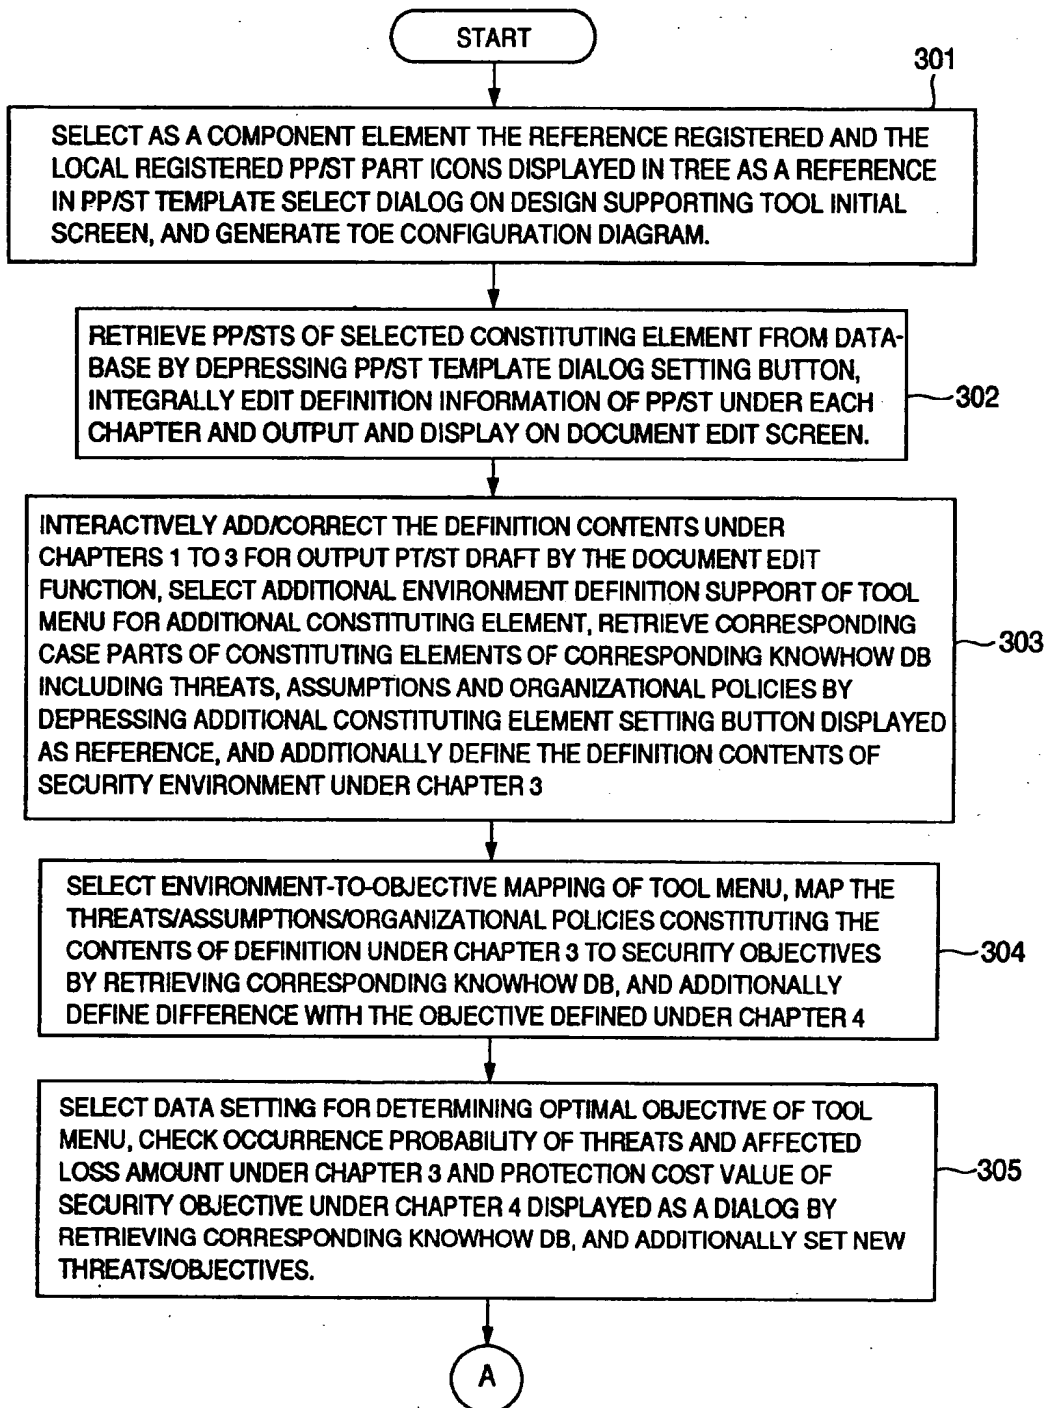 START
301
SELECT AS A COMPONENT ELEMENT THE REFERENCE REGISTERED AND THE
LOCAL REGISTERED PP/ST PART ICONS DISPLAYED IN TREE AS A REFERENCE
IN PP/ST TEMPLATE SELECT DIALOG ON DESIGN SUPPORTING TOOL INITIAL
SCREEN, AND GENERATE TOE CONFIGURATION DIAGRAM.
RETRIEVE PP/STS OF SELECTED CONSTITUTING ELEMENT FROM DATA-
BASE BY DEPRESSING PP/ST TEMPLATE DIALOG SETTING BUTTON,
INTEGRALLY EDIT DEFINITION INFORMATION OF PP/ST UNDER EACH
CHAPTER AND OUTPUT AND DISPLAY ON DOCUMENT EDIT SCREEN.
302
INTERACTIVELY ADD/CORRECT THE DEFINITION CONTENTS UNDER
CHAPTERS 1 TO 3 FOR OUTPUT PT/ST DRAFT BY THE DOCUMENT EDIT
FUNCTION, SELECT ADDITIONAL ENVIRONMENT DEFINITION SUPPORT OF TOOL
MENU FOR ADDITIONAL CONSTITUTING ELEMENT, RETRIEVE CORRESPONDING
CASE PARTS OF CONSTITUTING ELEMENTS OF CORRESPONDING KNOWHOW DB
INCLUDING THREATS, ASSUMPTIONS AND ORGANIZATIONAL POLICIES BY
DEPRESSING ADDITIONAL CONSTITUTING ELEMENT SETTING BUTTON DISPLAYED
AS REFERENCE, AND ADDITIONALLY DEFINE THE DEFINITION CONTENTS OF
SECURITY ENVIRONMENT UNDER CHAPTER 3
303
SELECT ENVIRONMENT-TO-OBJECTIVE MAPPING OF TOOL MENU, MAP THE
THREATS/ASSUMPTIONS/ORGANIZATIONAL POLICIES CONSTITUTING THE
CONTENTS OF DEFINITION UNDER CHAPTER 3 TO SECURITY OBJECTIVES
BY RETRIEVING CORRESPONDING KNOWHOW DB, AND ADDITIONALLY
DEFINE DIFFERENCE WITH THE OBJECTIVE DEFINED UNDER CHAPTER 4
304
SELECT DATA SETTING FOR DETERMINING OPTIMAL OBJECTIVE OF TOOL
MENU, CHECK OCCURRENCE PROBABILITY OF THREATS AND AFFECTED
LOSS AMOUNT UNDER CHAPTER 3 AND PROTECTION COST VALUE OF
SECURITY OBJECTIVE UNDER CHAPTER 4 DISPLAYED AS A DIALOG BY
RETRIEVING CORRESPONDING KNOWHOW DB, AND ADDITIONALLY SET NEW
THREATS/OBJECTIVES.
305
A